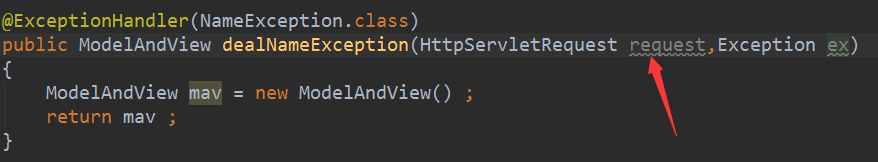 @ExceptionHandler(NameException.class)
public ModelAndView dealNameException(HttpServletRequest request,Exception ex)
{
    ModelAndView mav = new ModelAndView() ;
    return mav ;
}